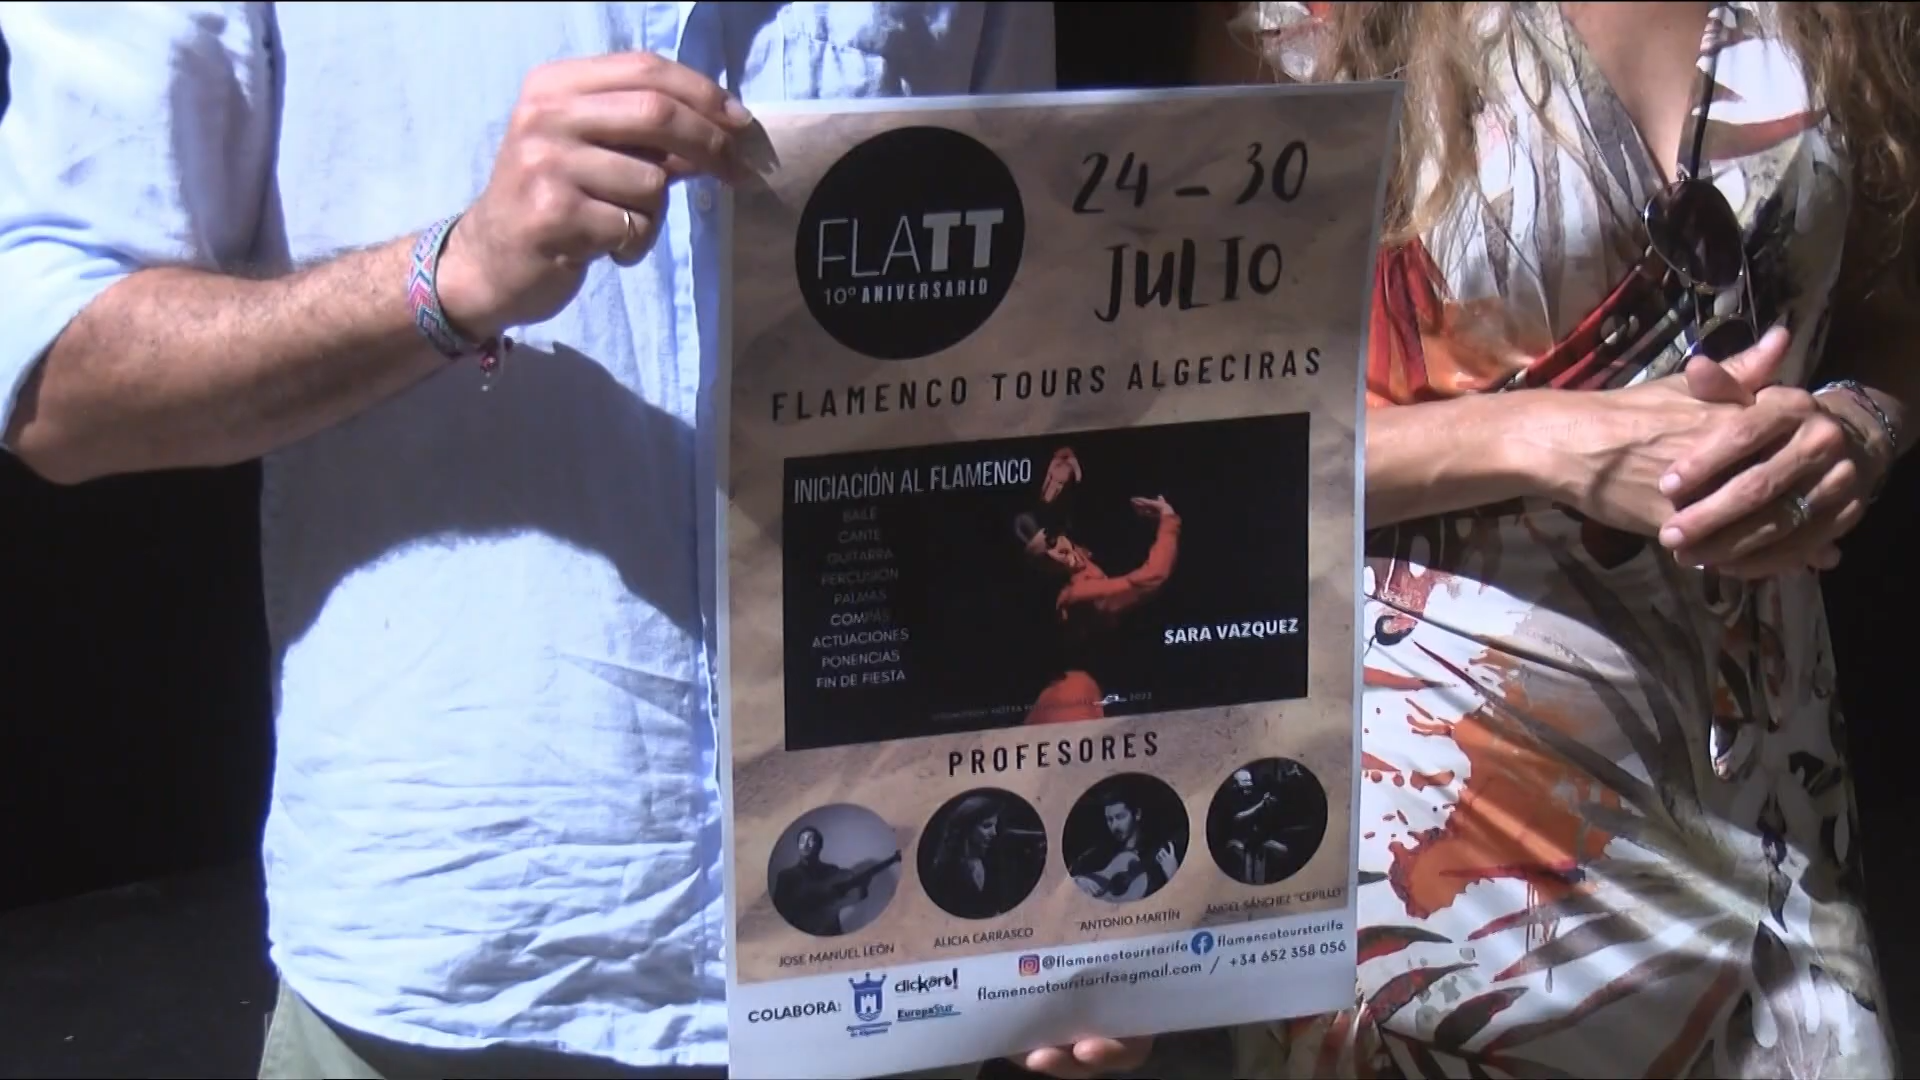 FLATT
10º ANIVERSARIO
24 - 30
JULIO
FLAMENCO TOURS ALGECIRAS
INICIACIÓN AL FLAMENCO
BAILE
CANTE
GUITARRA
PERCUSIÓN
PALMAS
COMPÁS
ACTUACIONES
PONENCIAS
FIN DE FIESTA
SARA VAZQUEZ
PROFESORES
JOSE MANUEL LEÓN
ALICIA CARRASCO
ANTONIO MARTÍN
ÁNGEL SÁNCHEZ "CEPILLO"
COLABORA:
clickart!
EuropaSur
@flamencotourstarifa
flamencotourstarifa
flamencotourstarifa@gmail.com / +34 652 358 056